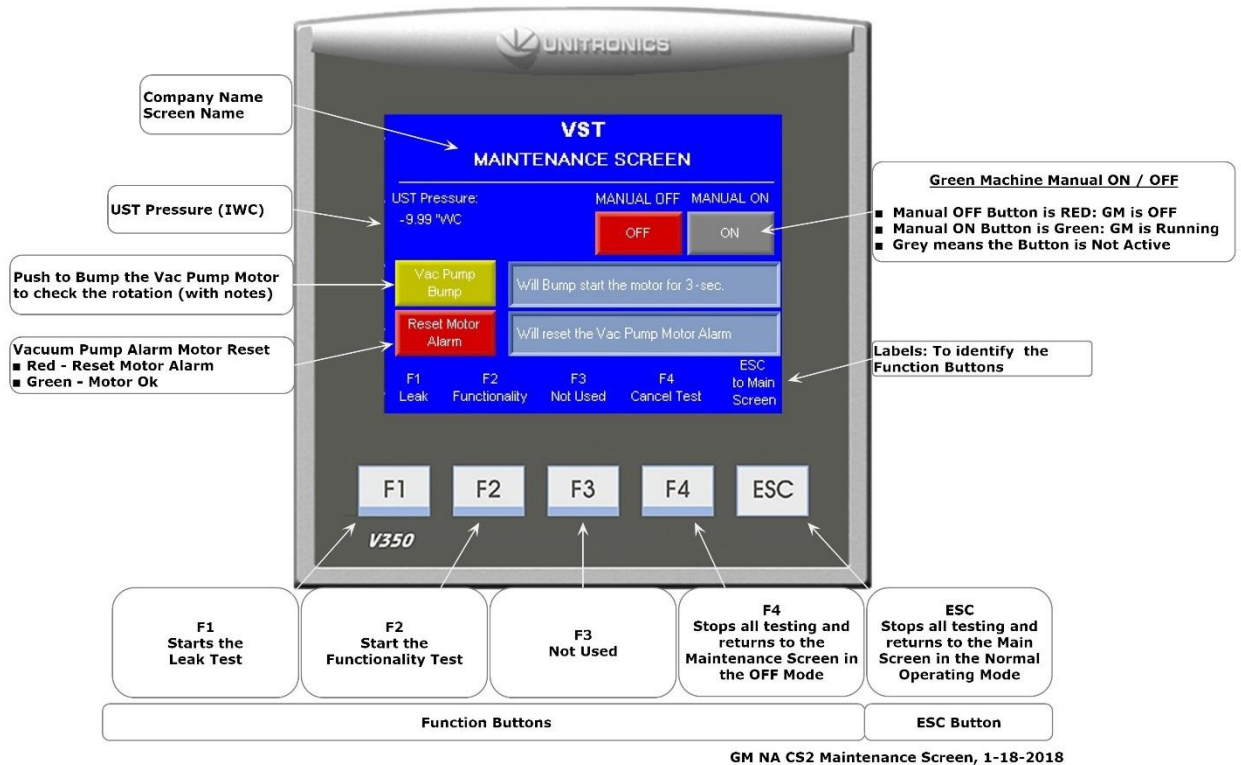 UNITRONICS
Company Name
Screen Name
VST
MAINTENANCE SCREEN
UST Pressure (IWC)
UST Pressure:
-9.99 "WC
MANUAL OFF MANUAL ON
OFF
ON
Green Machine Manual ON / OFF
■ Manual OFF Button is RED: GM is OFF
■ Manual ON Button is Green: GM is Running
■ Grey means the Button is Not Active
Push to Bump the Vac Pump Motor
to check the rotation (with notes)
Vac Pump
Bump
Will Bump start the motor for 3-sec.
Vacuum Pump Alarm Motor Reset
■ Red - Reset Motor Alarm
■ Green - Motor Ok
Reset Motor
Alarm
Will reset the Vac Pump Motor Alarm
Labels: To identify the
Function Buttons
F1
Leak
F2
Functionality
F3
Not Used
F4
Cancel Test
ESC
to Main
Screen
F1
F2
F3
F4
ESC
V350
F1
Starts the
Leak Test
F2
Start the
Functionality Test
F3
Not Used
F4
Stops all testing and
returns to the
Maintenance Screen in
the OFF Mode
ESC
Stops all testing and
returns to the Main
Screen in the Normal
Operating Mode
Function Buttons
ESC Button
GM NA CS2 Maintenance Screen, 1-18-2018